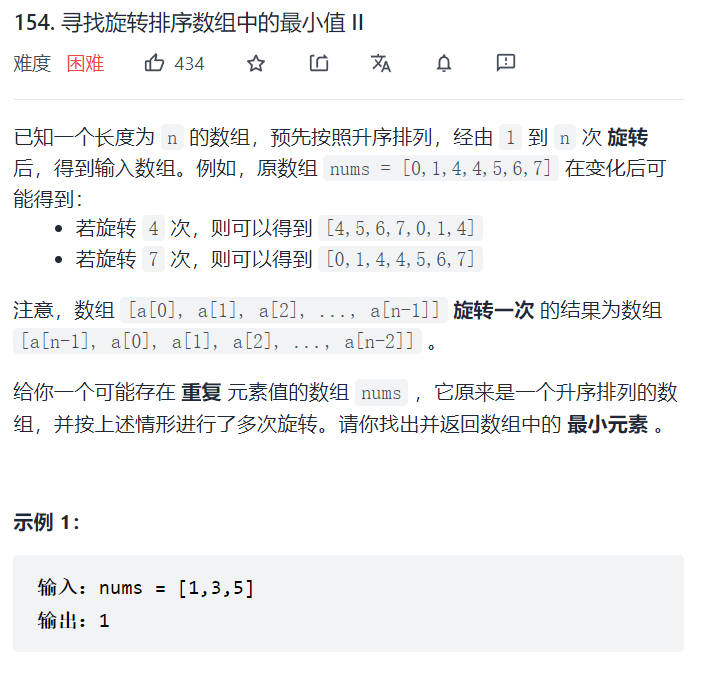 154. 寻找旋转排序数组中的最小值 II
难度 困难 434
已知一个长度为 n 的数组，预先按照升序排列，经由 1 到 n 次 旋转
后，得到输入数组。例如，原数组 nums = [0,1,4,4,5,6,7] 在变化后可
能得到：
• 若旋转 4 次，则可以得到 [4,5,6,7,0,1,4]
• 若旋转 7 次，则可以得到 [0,1,4,4,5,6,7]
注意，数组 [a[0], a[1], a[2], ..., a[n-1]] 旋转一次 的结果为数组
[a[n-1], a[0], a[1], a[2], ..., a[n-2]] 。
给你一个可能存在 重复 元素值的数组 nums ，它原来是一个升序排列的数
组，并按上述情形进行了多次旋转。请你找出并返回数组中的 最小元素 。
示例 1：
输入：nums = [1,3,5]
输出：1